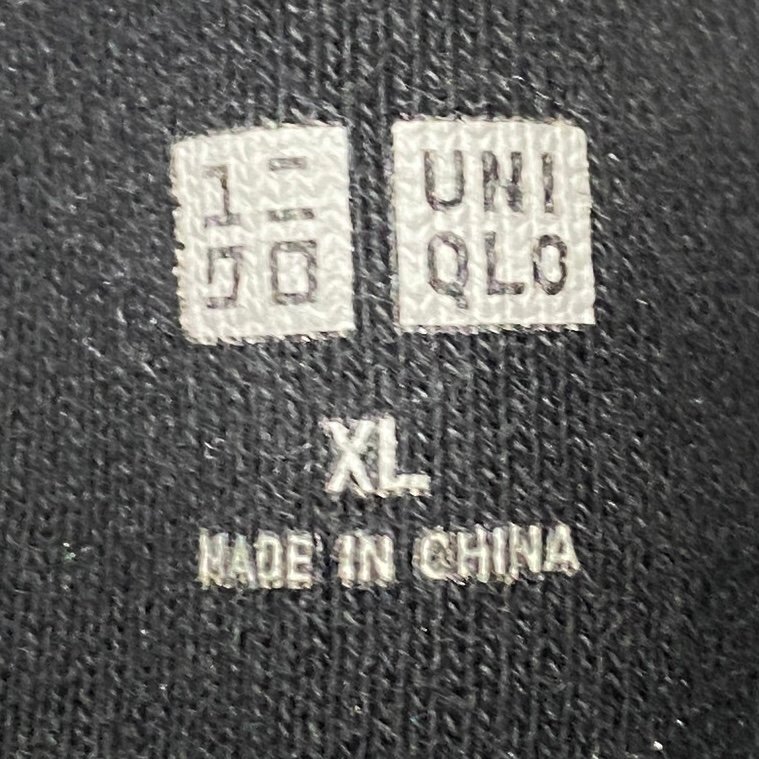 ユニ
クロ
UNI
QLO
XL
MADE IN CHINA